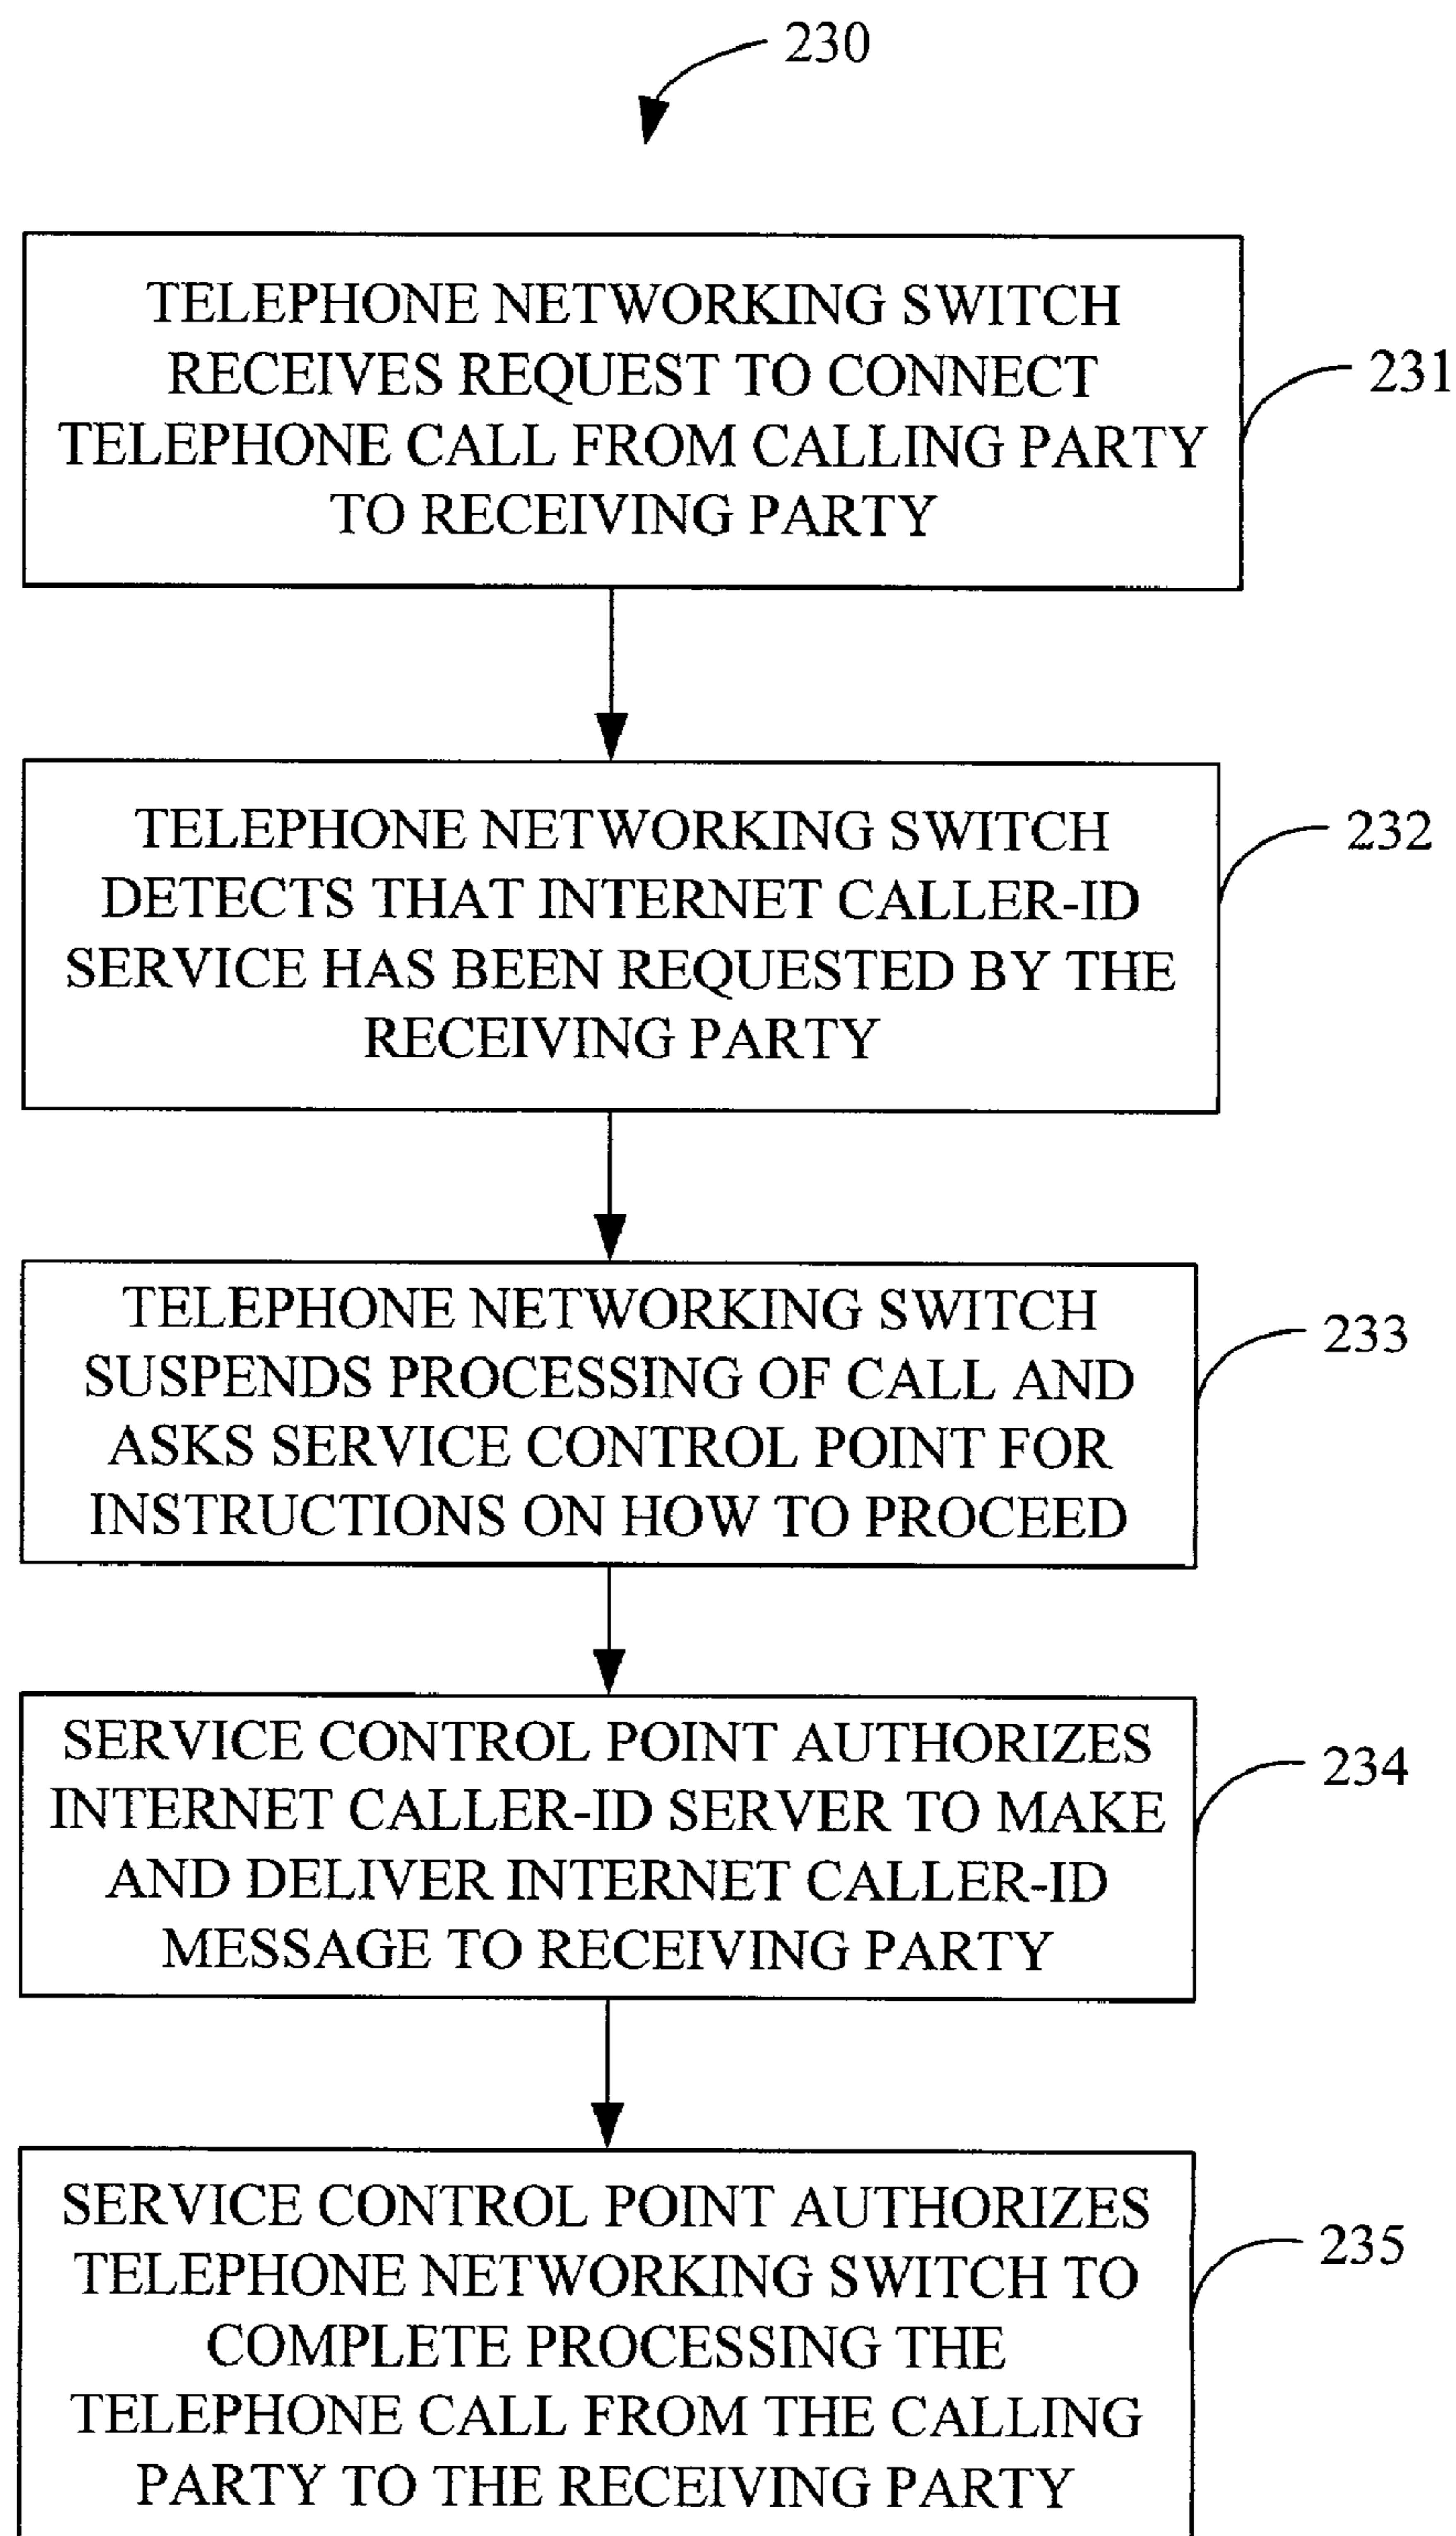 230
TELEPHONE NETWORKING SWITCH
RECEIVES REQUEST TO CONNECT
TELEPHONE CALL FROM CALLING PARTY
TO RECEIVING PARTY
231
TELEPHONE NETWORKING SWITCH
DETECTS THAT INTERNET CALLER-ID
SERVICE HAS BEEN REQUESTED BY THE
RECEIVING PARTY
232
TELEPHONE NETWORKING SWITCH
SUSPENDS PROCESSING OF CALL AND
ASKS SERVICE CONTROL POINT FOR
INSTRUCTIONS ON HOW TO PROCEED
233
SERVICE CONTROL POINT AUTHORIZES
INTERNET CALLER-ID SERVER TO MAKE
AND DELIVER INTERNET CALLER-ID
MESSAGE TO RECEIVING PARTY
234
SERVICE CONTROL POINT AUTHORIZES
TELEPHONE NETWORKING SWITCH TO
COMPLETE PROCESSING THE
TELEPHONE CALL FROM THE CALLING
PARTY TO THE RECEIVING PARTY
235